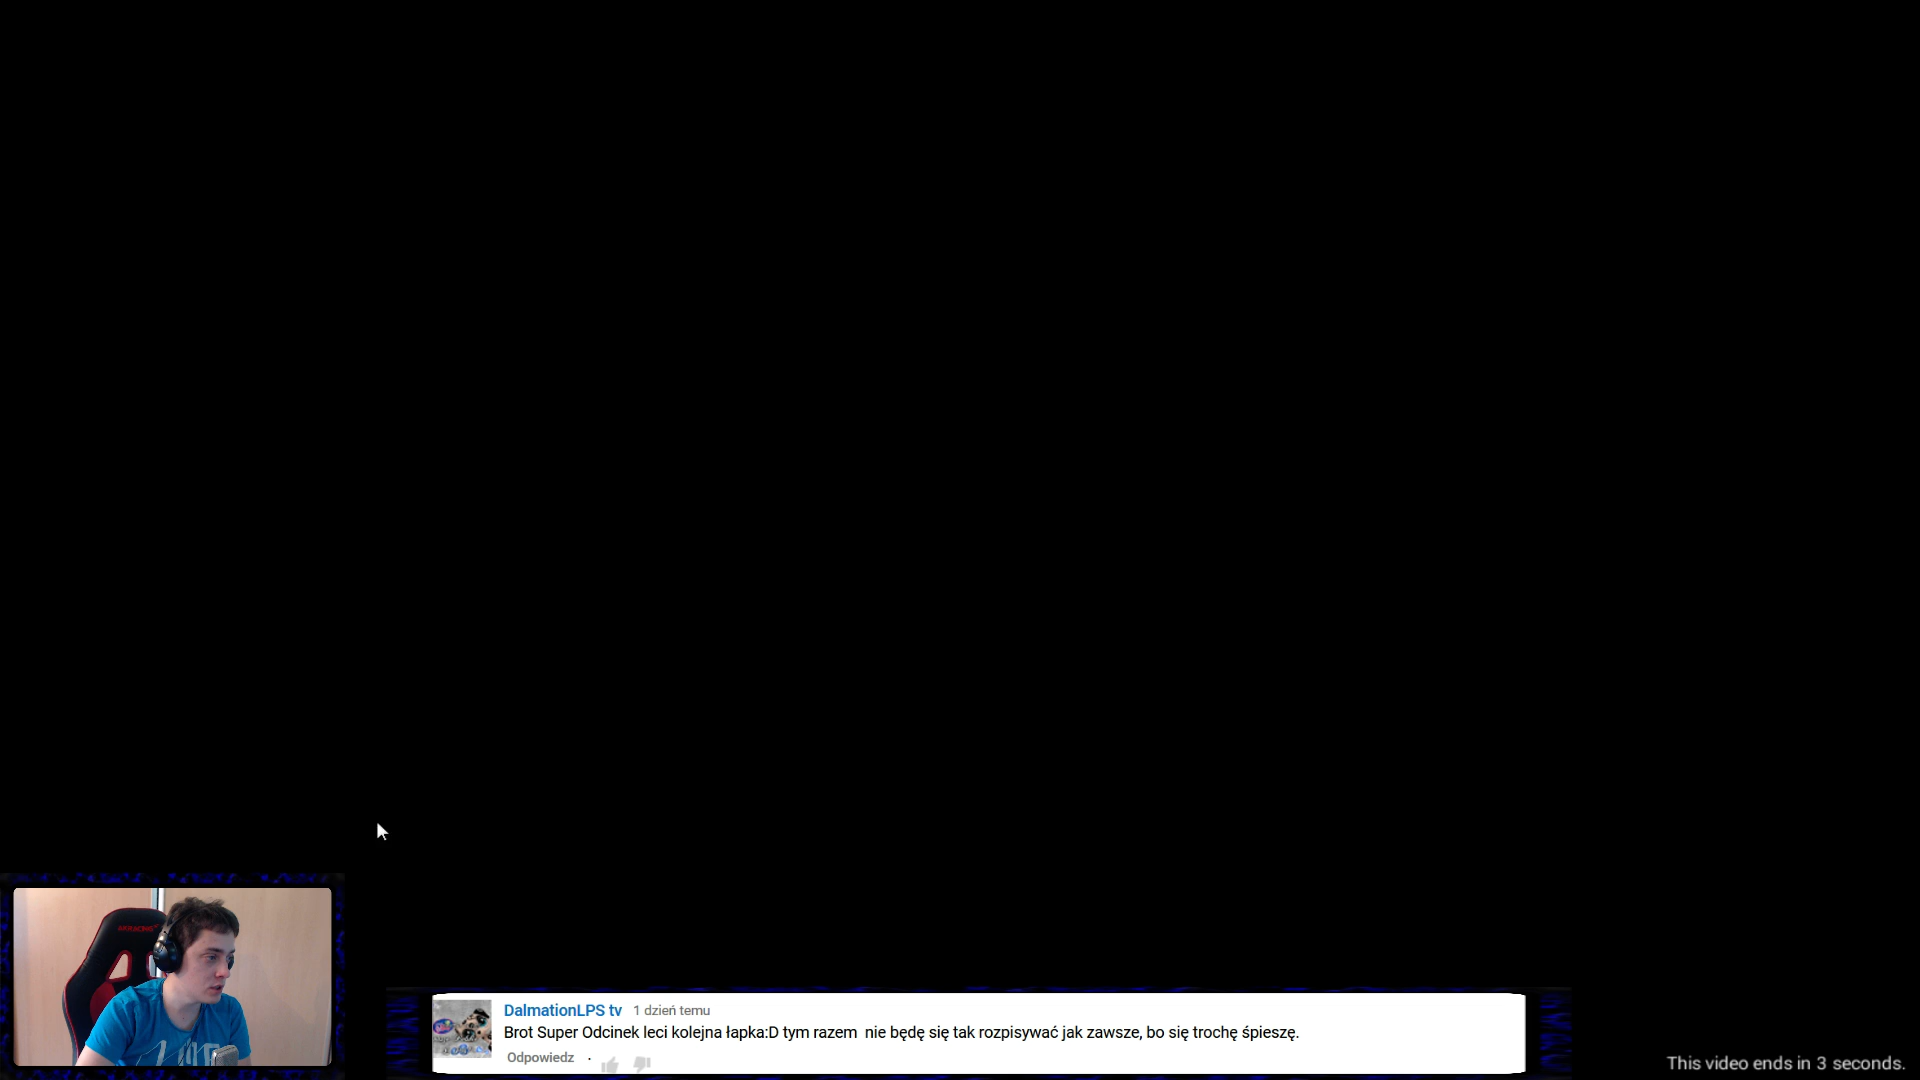 DalmationLPS tv 1 dzień temu
Brot Super Odcinek leci kolejna łapka:D tym razem  nie będę się tak rozpisywać jak zawsze, bo się trochę śpieszę.
Odpowiedz ·
This video ends in 3 seconds.